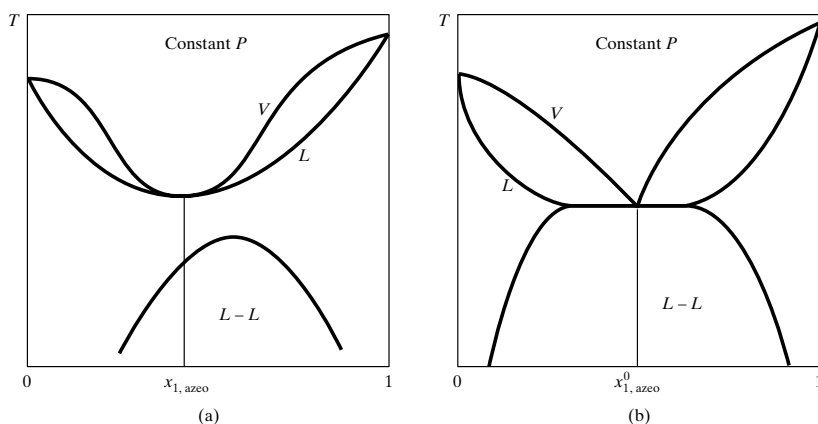 T
Constant P
V
L
L – L
0
x1, azeo
1
(a)
T
Constant P
V
L
L – L
0
x⁰1, azeo
1
(b)